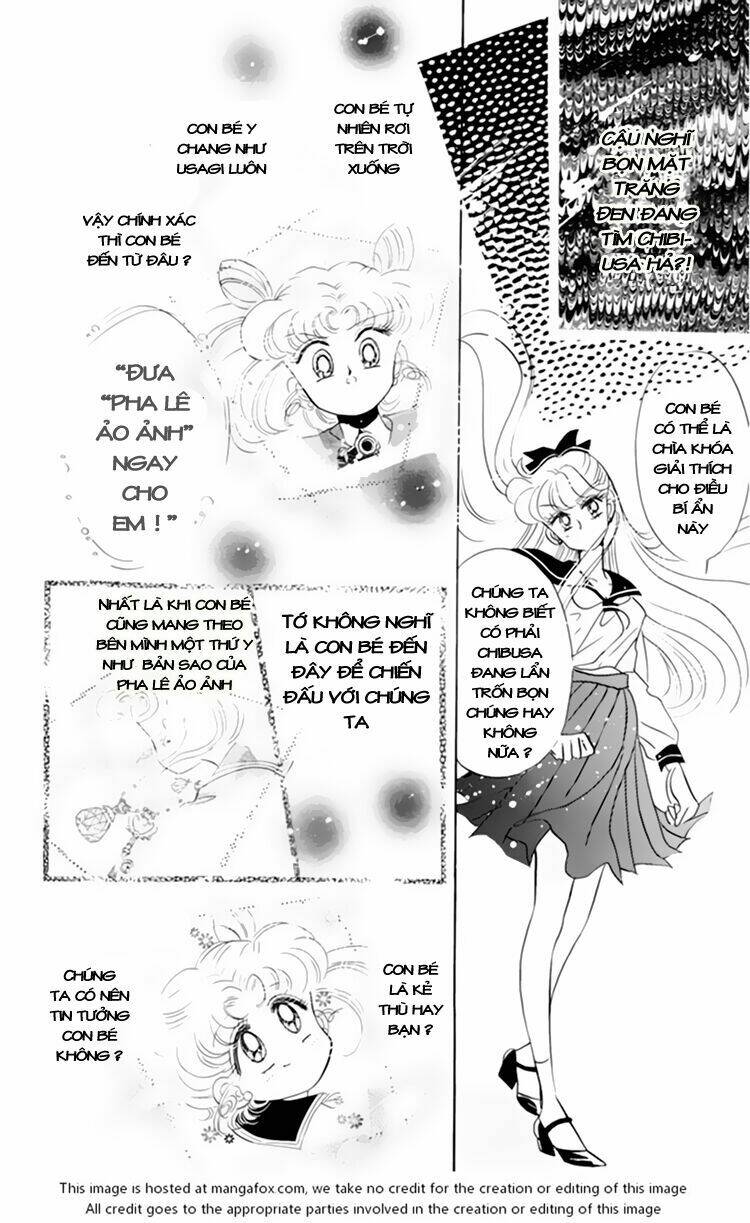 CẬU NGHĨ
BỌN MẶT
TRĂNG
ĐEN ĐANG
TÌM CHIBI-
USA HẢ?!
CON BÉ
CÓ THỂ LÀ
CHÌA KHÓA
GIẢI THÍCH
CHO ĐIỀU
BÍ ẨN
NÀY
CHÚNG TA
KHÔNG BIẾT
CÓ PHẢI
CHIBUSA
ĐANG LẨN
TRỐN BỌN
CHÚNG HAY
KHÔNG
NỮA ?
CON BÉ TỰ
NHIÊN RƠI
TRÊN TRỜI
XUỐNG
CON BÉ Y
CHANG NHƯ
USAGI LUÔN
VẬY CHÍNH XÁC
THÌ CON BÉ
ĐẾN TỪ ĐÂU ?
“ĐƯA
“PHA LÊ
ẢO ẢNH”
NGAY
CHO
EM ! ”
TỚ KHÔNG NGHĨ
LÀ CON BÉ ĐẾN
ĐÂY ĐỂ CHIẾN
ĐẤU VỚI CHÚNG
TA
NHẤT LÀ KHI CON BÉ
CŨNG MANG THEO
BÊN MÌNH MỘT THỨ Y
NHƯ BẢN SAO CỦA
PHA LÊ ẢO ẢNH
CON BÉ
LÀ KẺ
THÙ HAY
BẠN ?
CHÚNG
TA CÓ NÊN
TIN TƯỞNG
CON BÉ
KHÔNG ?
This image is hosted at mangafox.com, we take no credit for the creation or editing of this image
All credit goes to the appropriate parties involved in the creation or editing of this image